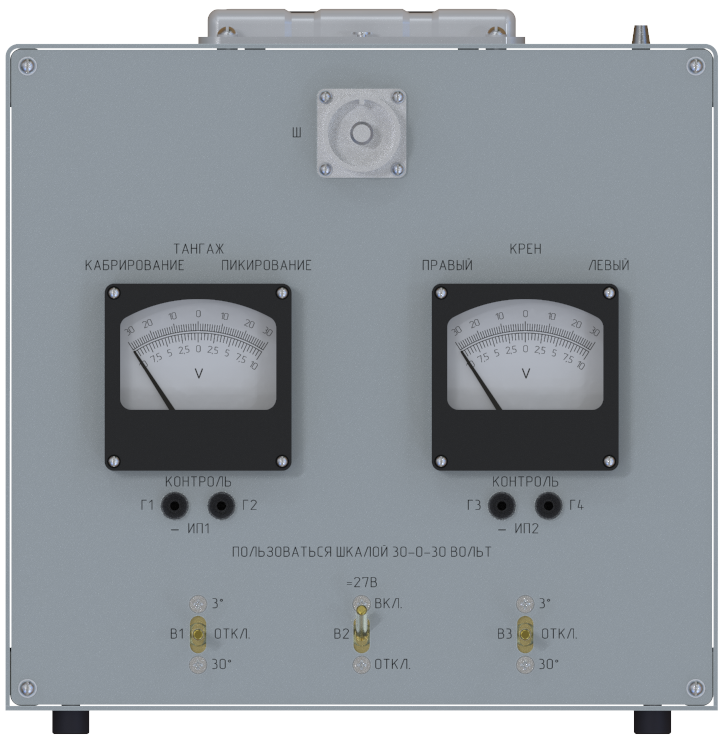 Ш
ТАНГАЖ
КАБРИРОВАНИЕ ПИКИРОВАНИЕ
КРЕН
ПРАВЫЙ ЛЕВЫЙ
30 20 10 0 10 20 30
7,5 5 2,5 0 2,5 5 7,5 10
V
30 20 10 0 10 20 30
7,5 5 2,5 0 2,5 5 7,5 10
V
КОНТРОЛЬ
Г1 Г2
– ИП1
КОНТРОЛЬ
Г3 Г4
– ИП2
ПОЛЬЗОВАТЬСЯ ШКАЛОЙ 30–0–30 ВОЛЬТ
3°
В1 ОТКЛ.
30°
=27В
ВКЛ.
В2
ОТКЛ.
3°
В3 ОТКЛ.
30°